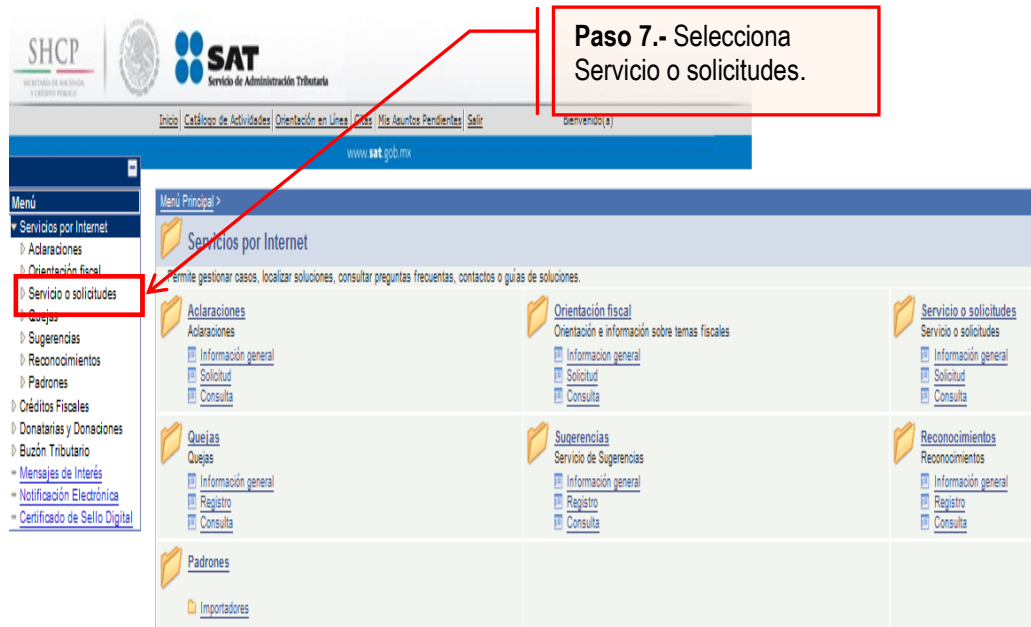 SHCP
SECRETARÍA DE HACIENDA
Y CRÉDITO PÚBLICO
SAT
Servicio de Administración Tributaria
Paso 7.- Selecciona
Servicio o solicitudes.
Inicio Catálogo de Actividades Orientación en Línea Citas Mis Asuntos Pendientes Salir Bienvenido(a)
www.sat.gob.mx
Menú
Servicios por Internet
Aclaraciones
Orientación fiscal
Servicio o solicitudes
Quejas
Sugerencias
Reconocimientos
Padrones
Créditos Fiscales
Donatarias y Donaciones
Buzón Tributario
Mensajes de Interés
Notificación Electrónica
Certificado de Sello Digital
Menú Principal >
Servicios por Internet
Permite gestionar casos, localizar soluciones, consultar preguntas frecuentas, contactos o guías de soluciones.
Aclaraciones
Aclaraciones
Información general
Solicitud
Consulta
Orientación fiscal
Orientación e información sobre temas fiscales
Informacion general
Solicitud
Consulta
Servicio o solicitudes
Servicio o solicitudes
Información general
Solicitud
Consulta
Quejas
Quejas
Información general
Registro
Consulta
Sugerencias
Servicio de Sugerencias
Información general
Registro
Consulta
Reconocimientos
Reconocimientos
Información general
Registro
Consulta
Padrones
Importadores